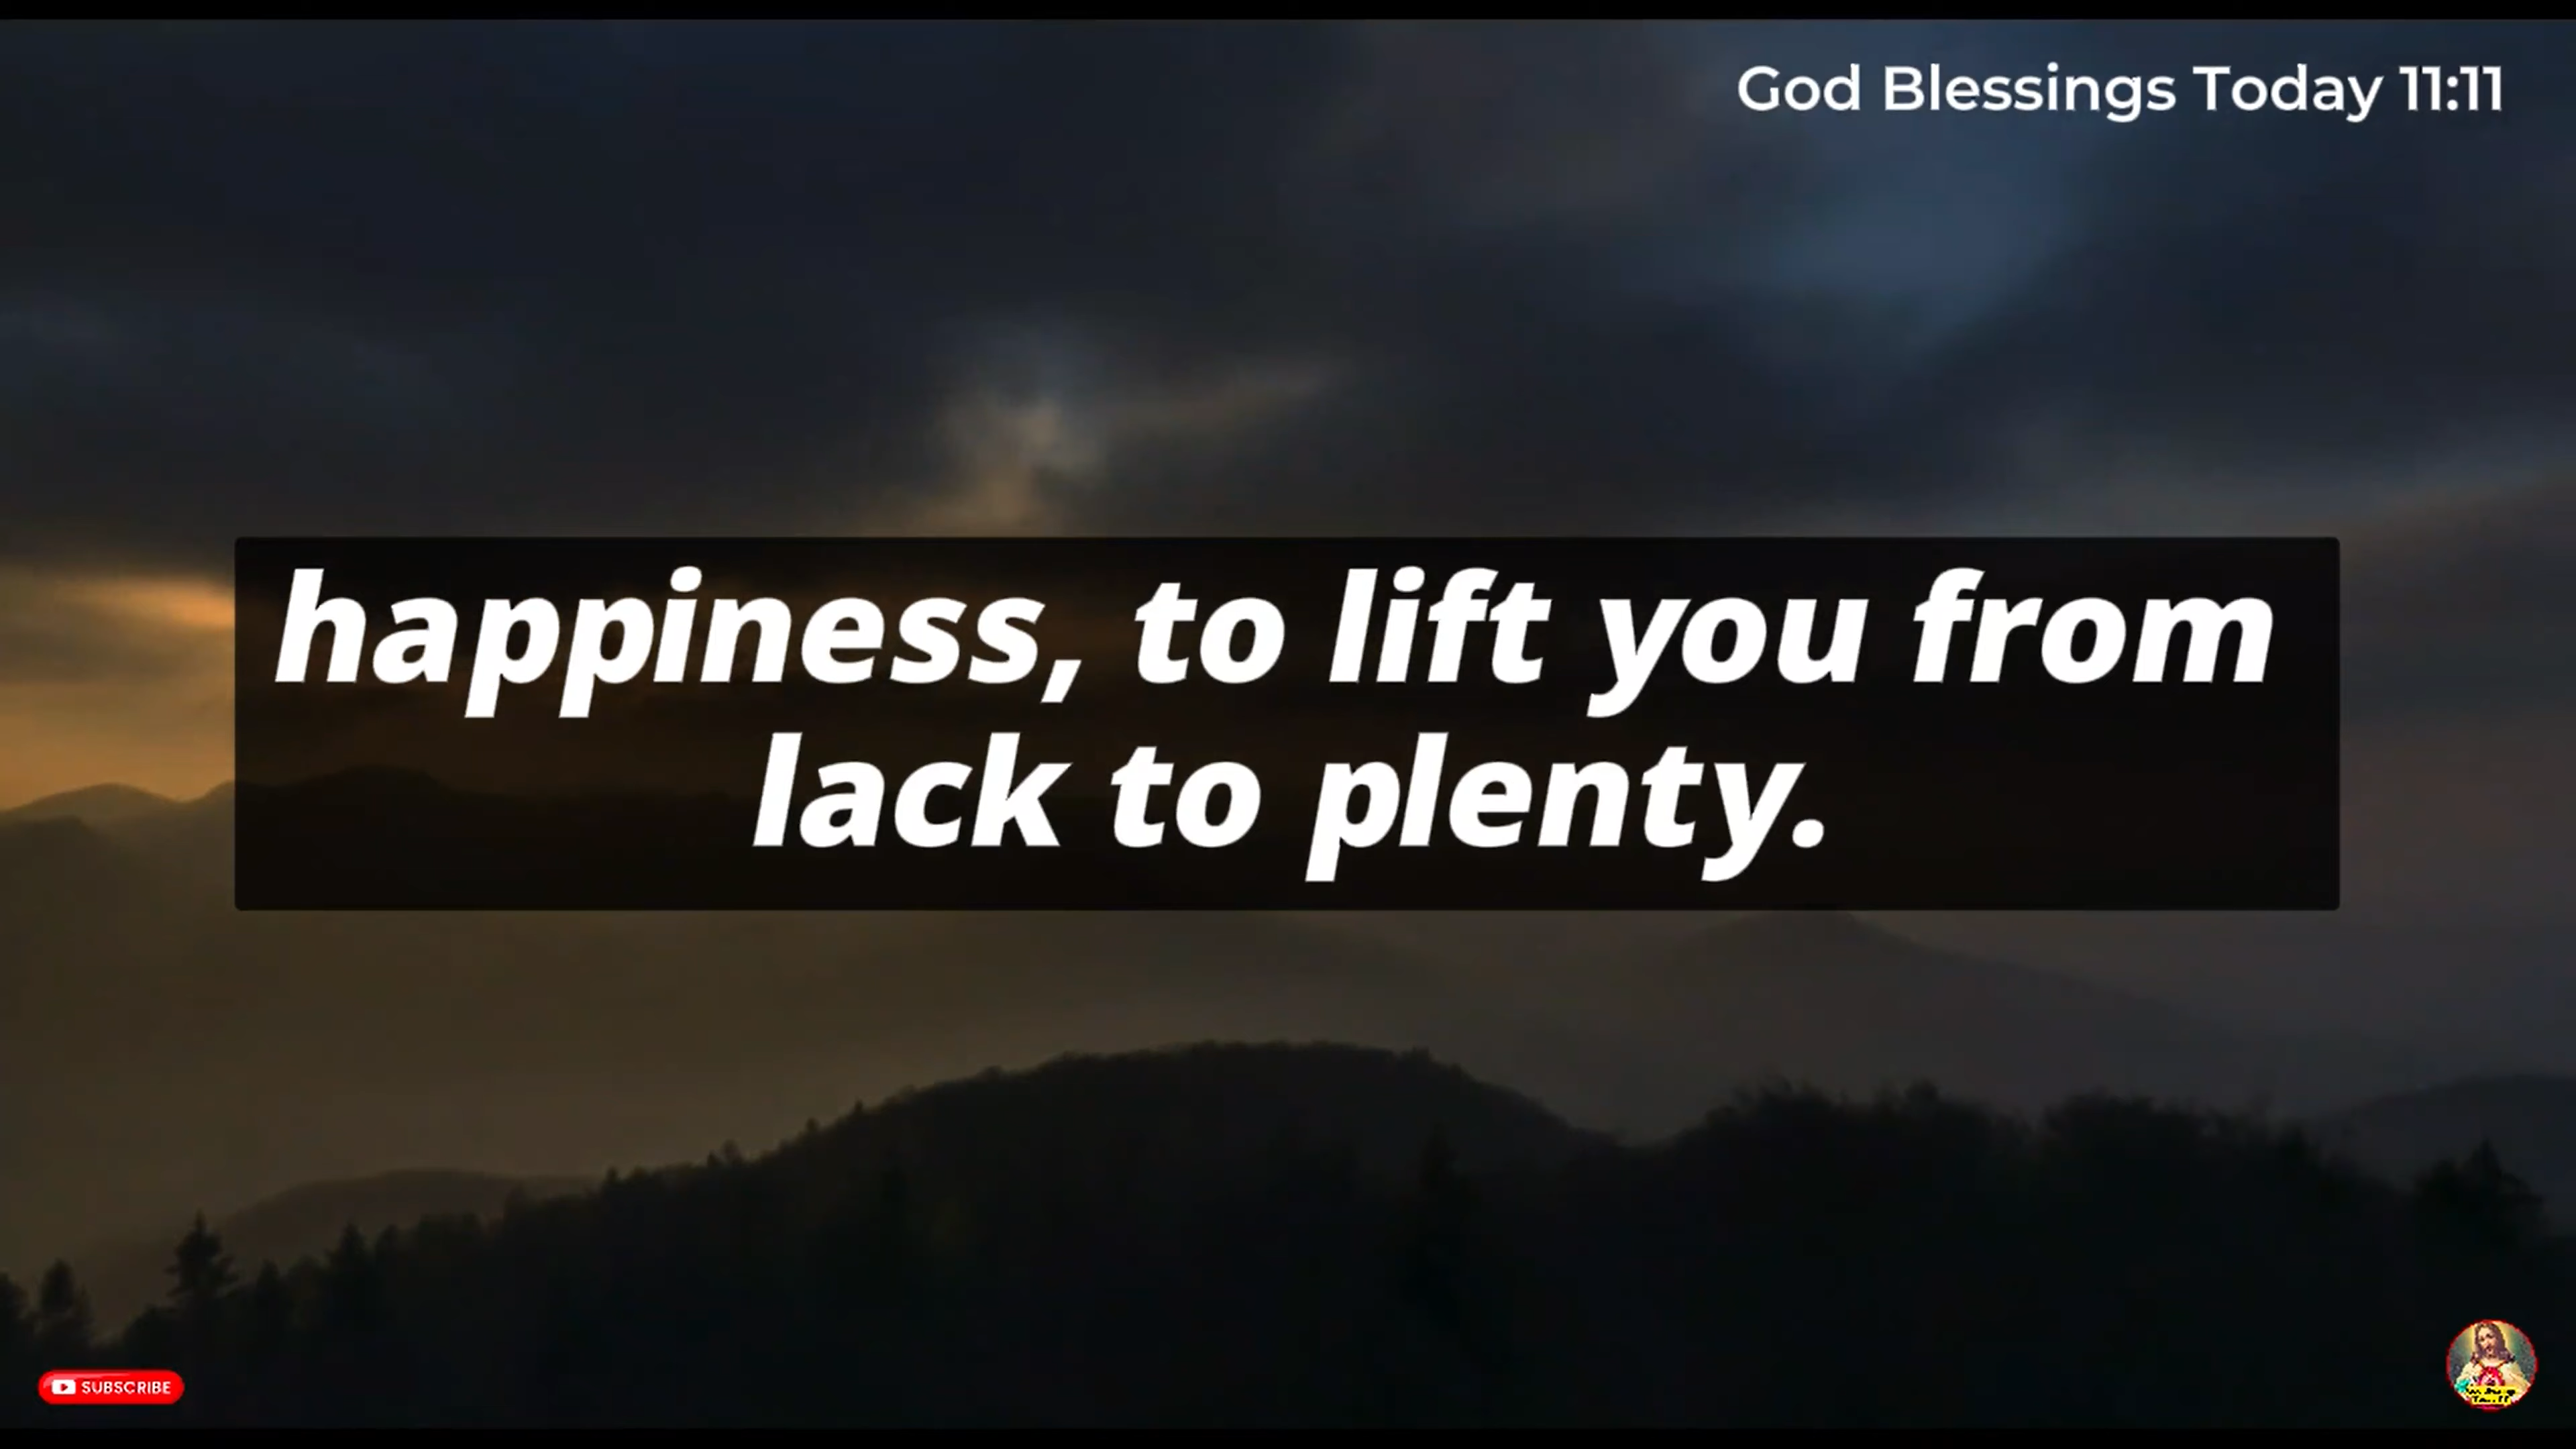 God Blessings Today 11:11
happiness, to lift you from
lack to plenty.
SUBSCRIBE